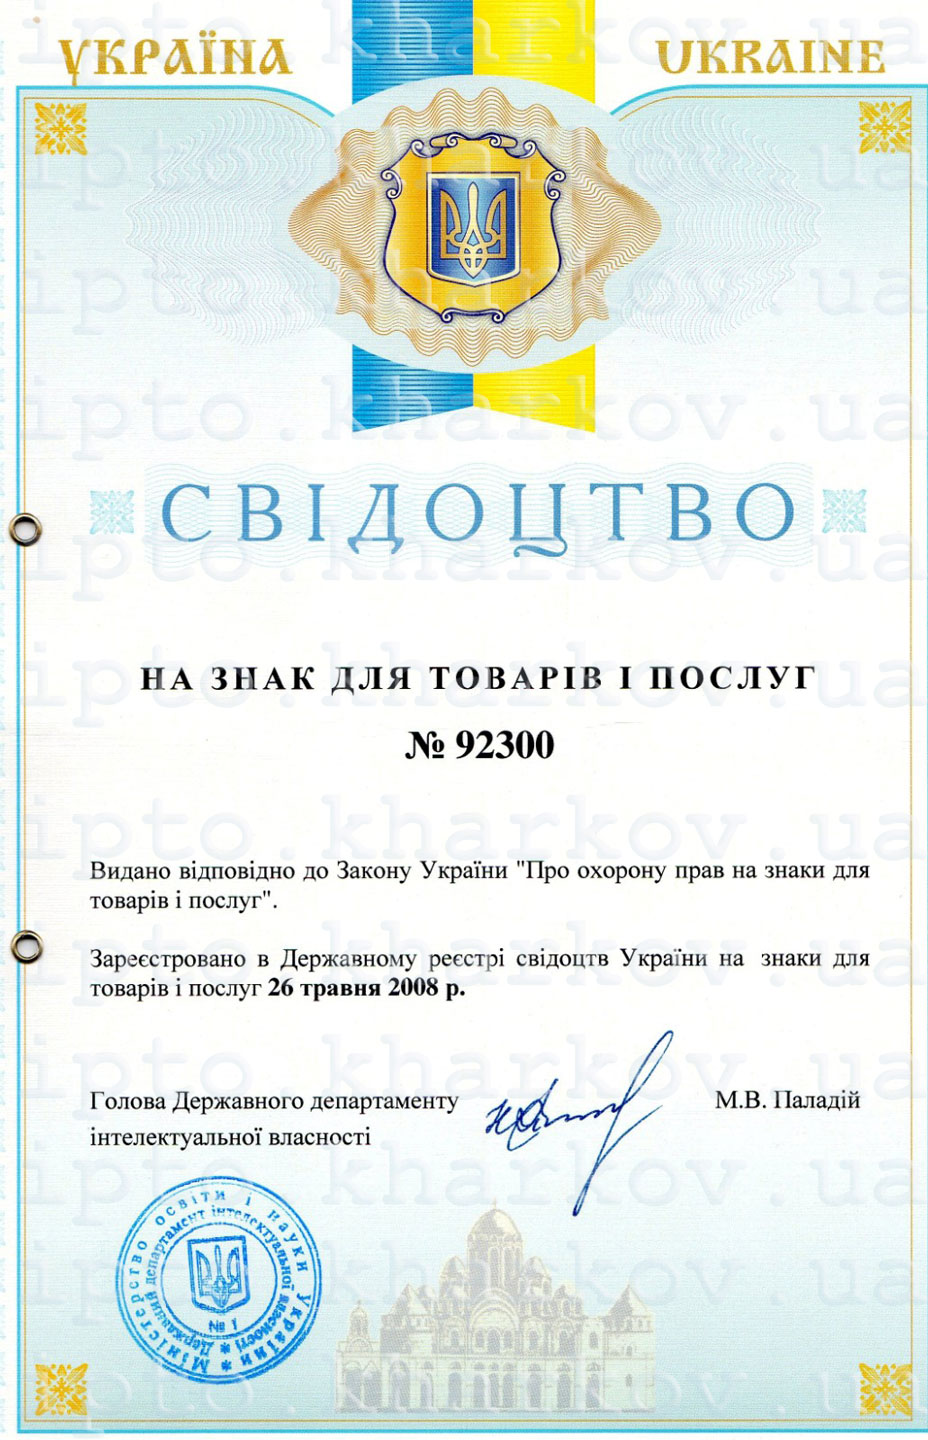 УКРАЇНА
UKRAINE
СВІДОЦТВО
НА ЗНАК ДЛЯ ТОВАРІВ І ПОСЛУГ
№ 92300
Видано відповідно до Закону України "Про охорону прав на знаки для
товарів і послуг".
Зареєстровано в Державному реєстрі свідоцтв України на знаки для
товарів і послуг 26 травня 2008 р.
Голова Державного департаменту
інтелектуальної власності
М.В. Паладій
Міністерство освіти і науки України
Державний департамент інтелектуальної власності
№ 1
ipto.kharkov.ua